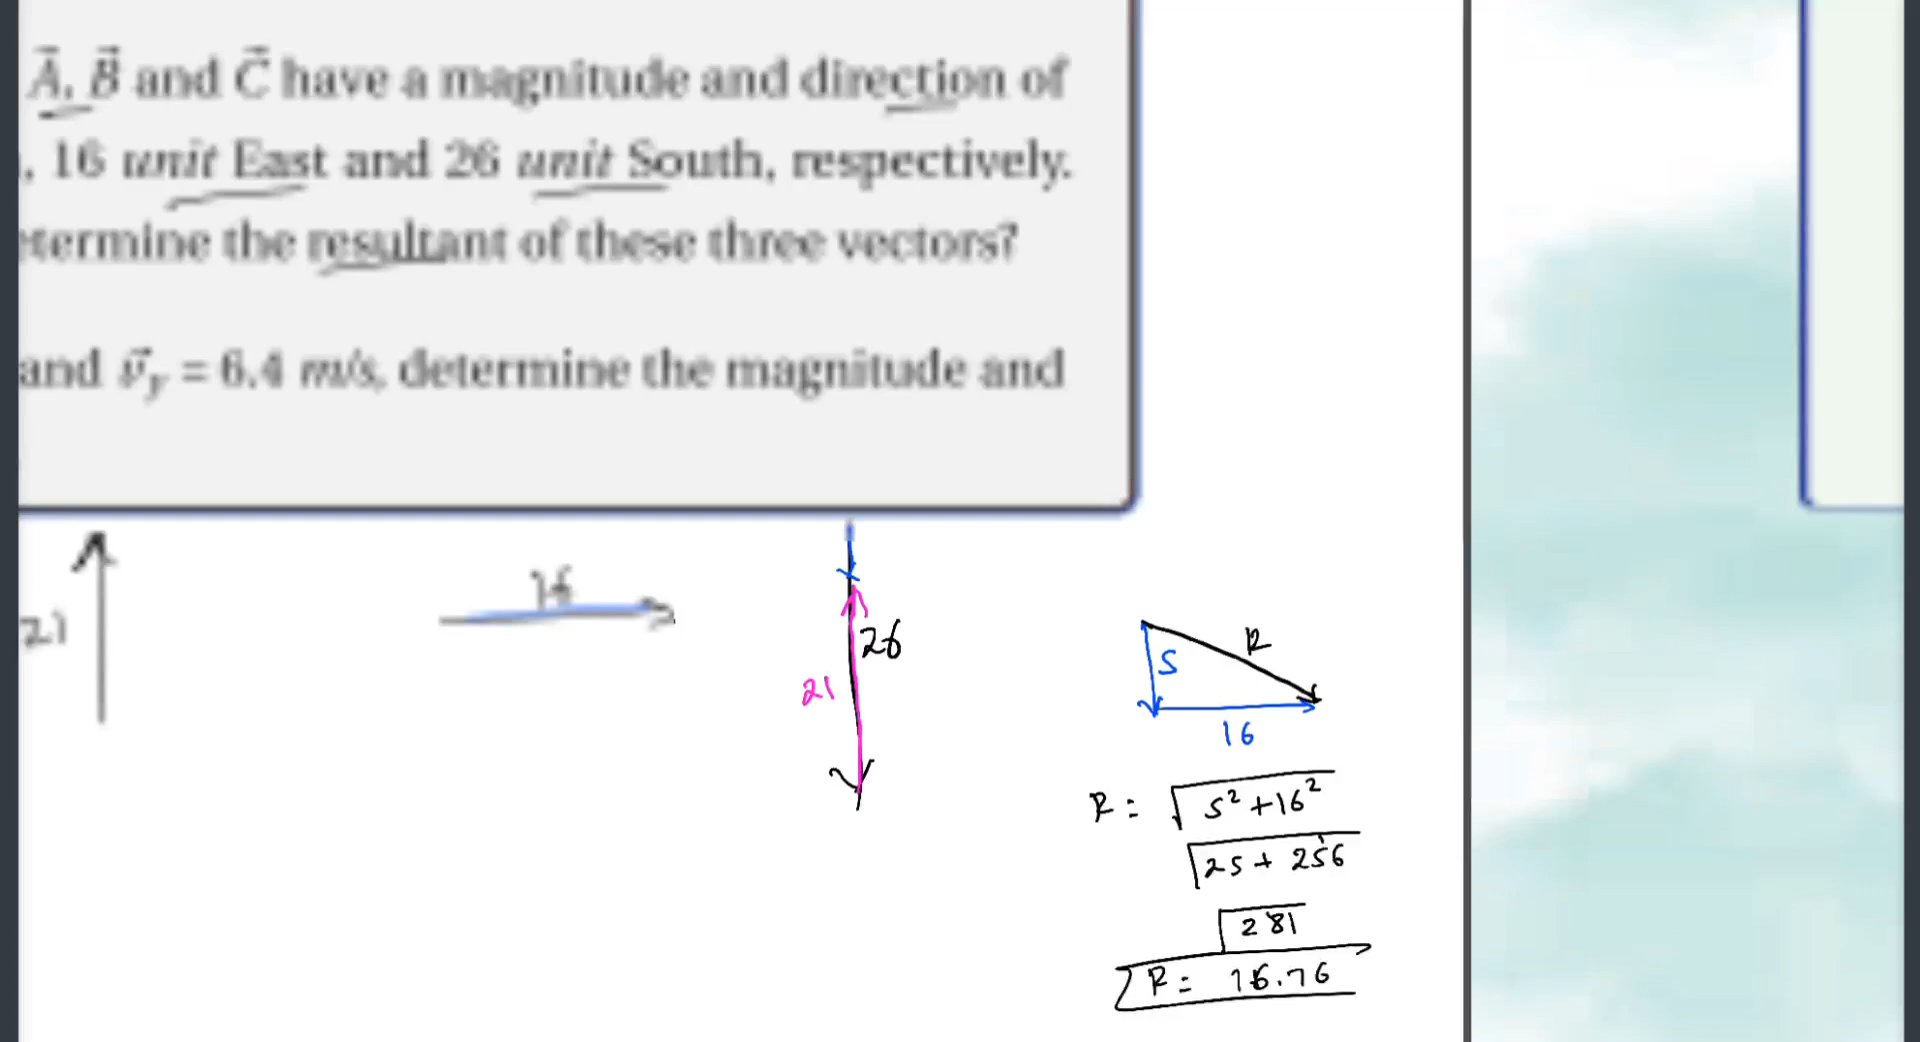 A⃗, B⃗ and C⃗ have a magnitude and direction of
, 16 unit East and 26 unit South, respectively.
termine the resultant of these three vectors?
and v⃗y = 6.4 m/s, determine the magnitude and
21
16
26
21
5
R
16
R = √5² + 16²
√25 + 256
√281
R = 16.76